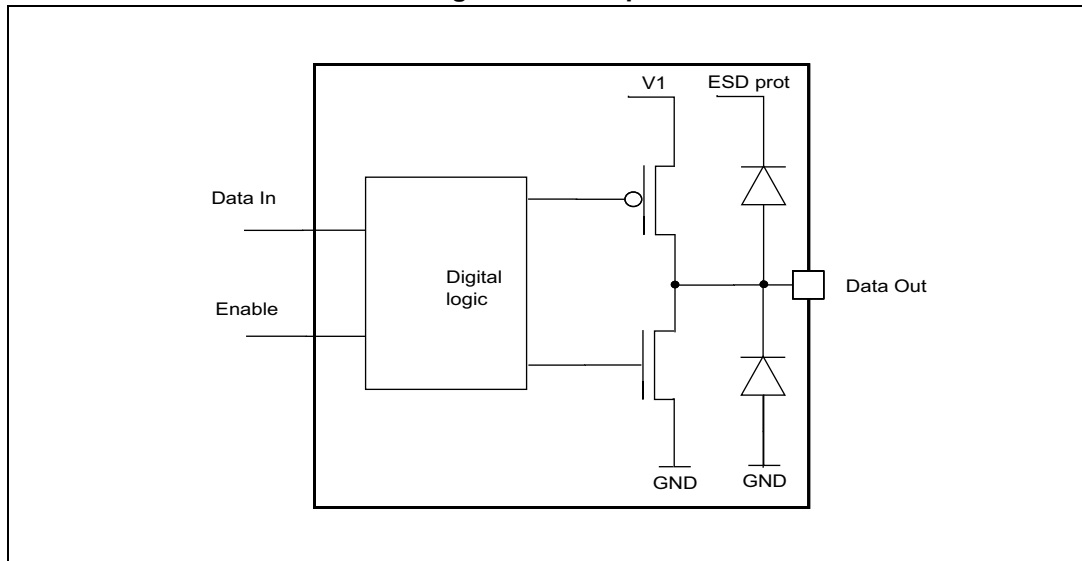 V1
ESD prot
Data In
Digital
logic
Data Out
Enable
GND
GND